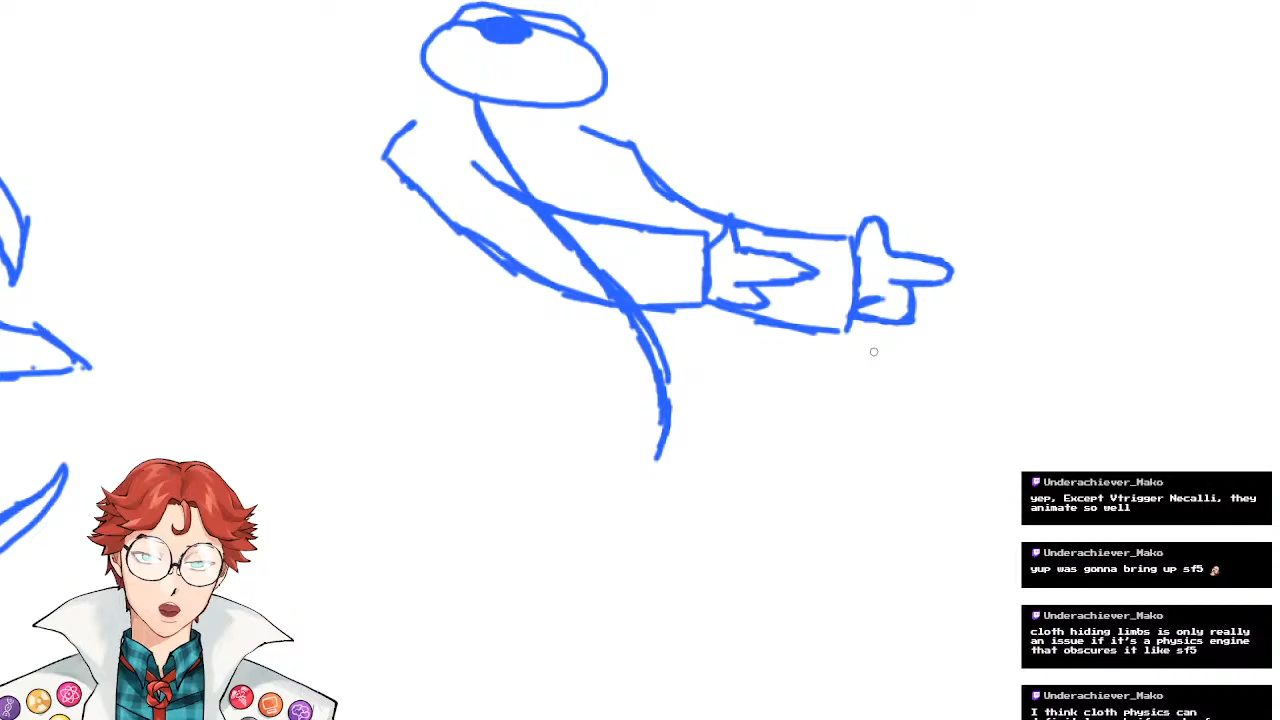 Underachiever_Mako
yep, Except Vtrigger Necalli, they
animate so well
Underachiever_Mako
yup was gonna bring up sf5
Underachiever_Mako
cloth hiding limbs is only really
an issue if it's a physics engine
that obscures it like sf5
Underachiever_Mako
I think cloth physics can